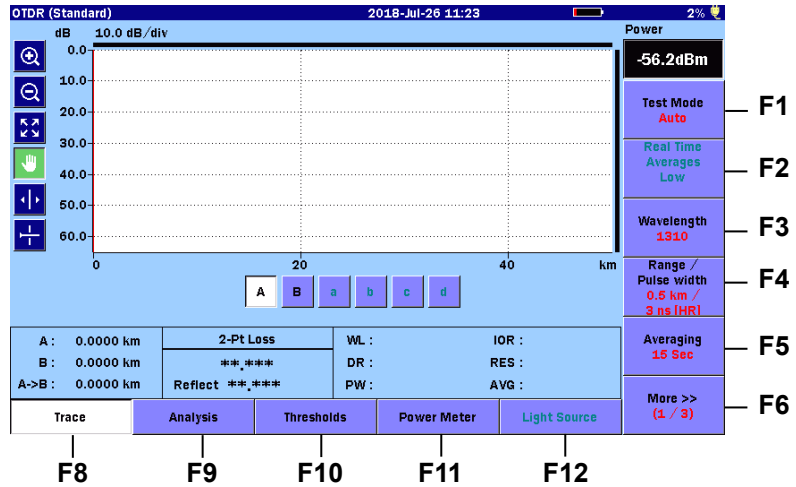 OTDR (Standard) 2018-Jul-26 11:23 2%
dB 10.0 dB/div
0.0
10.0
20.0
30.0
40.0
50.0
60.0
0 20 40 km
A B a b c d
Power
-56.2dBm
Test Mode
Auto
F1
Real Time
Averages
Low
F2
Wavelength
1310
F3
Range /
Pulse width
0.5 km /
3 ns [HR]
F4
Averaging
15 Sec
F5
More >>
(1 / 3)
F6
A : 0.0000 km
B : 0.0000 km
A->B : 0.0000 km
2-Pt Loss
**.***
Reflect **.***
WL : IOR :
DR : RES :
PW : AVG :
Trace Analysis Thresholds Power Meter Light Source
F8 F9 F10 F11 F12